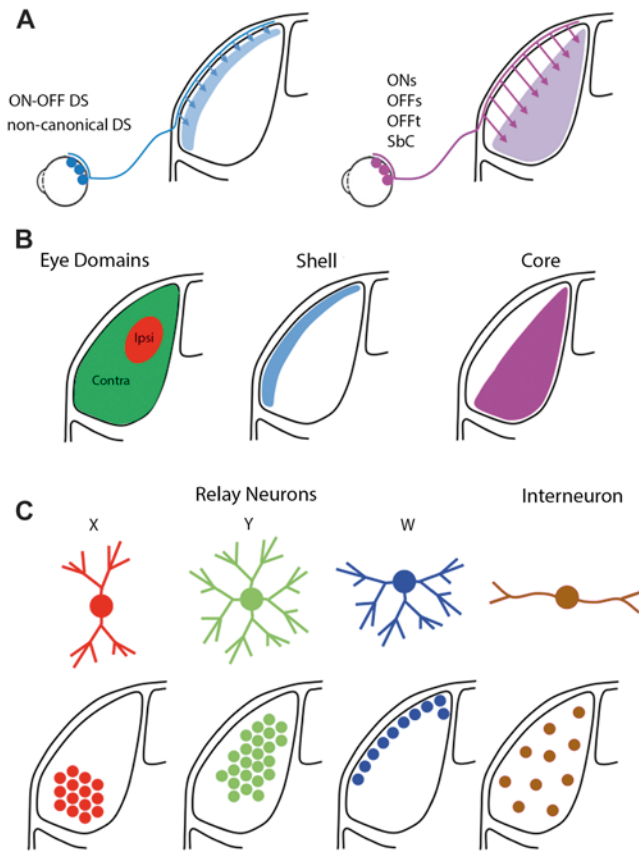 A
ON-OFF DS
non-canonical DS
ONs
OFFs
OFFt
SbC
B
Eye Domains
Shell
Core
Ipsi
Contra
C
Relay Neurons
Interneuron
X
Y
W